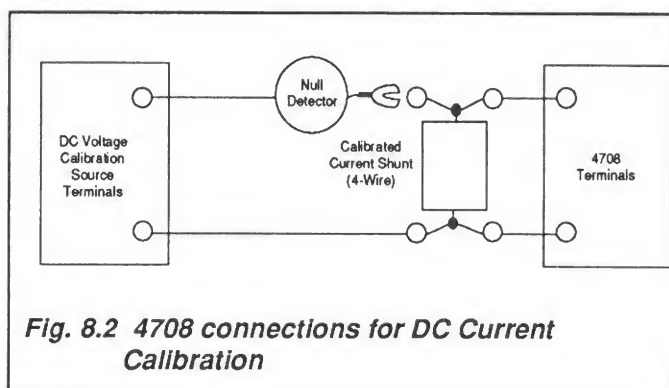 Null
Detector
DC Voltage
Calibration
Source
Terminals
Calibrated
Current Shunt
(4-Wire)
4708
Terminals
Fig. 8.2 4708 connections for DC Current
Calibration